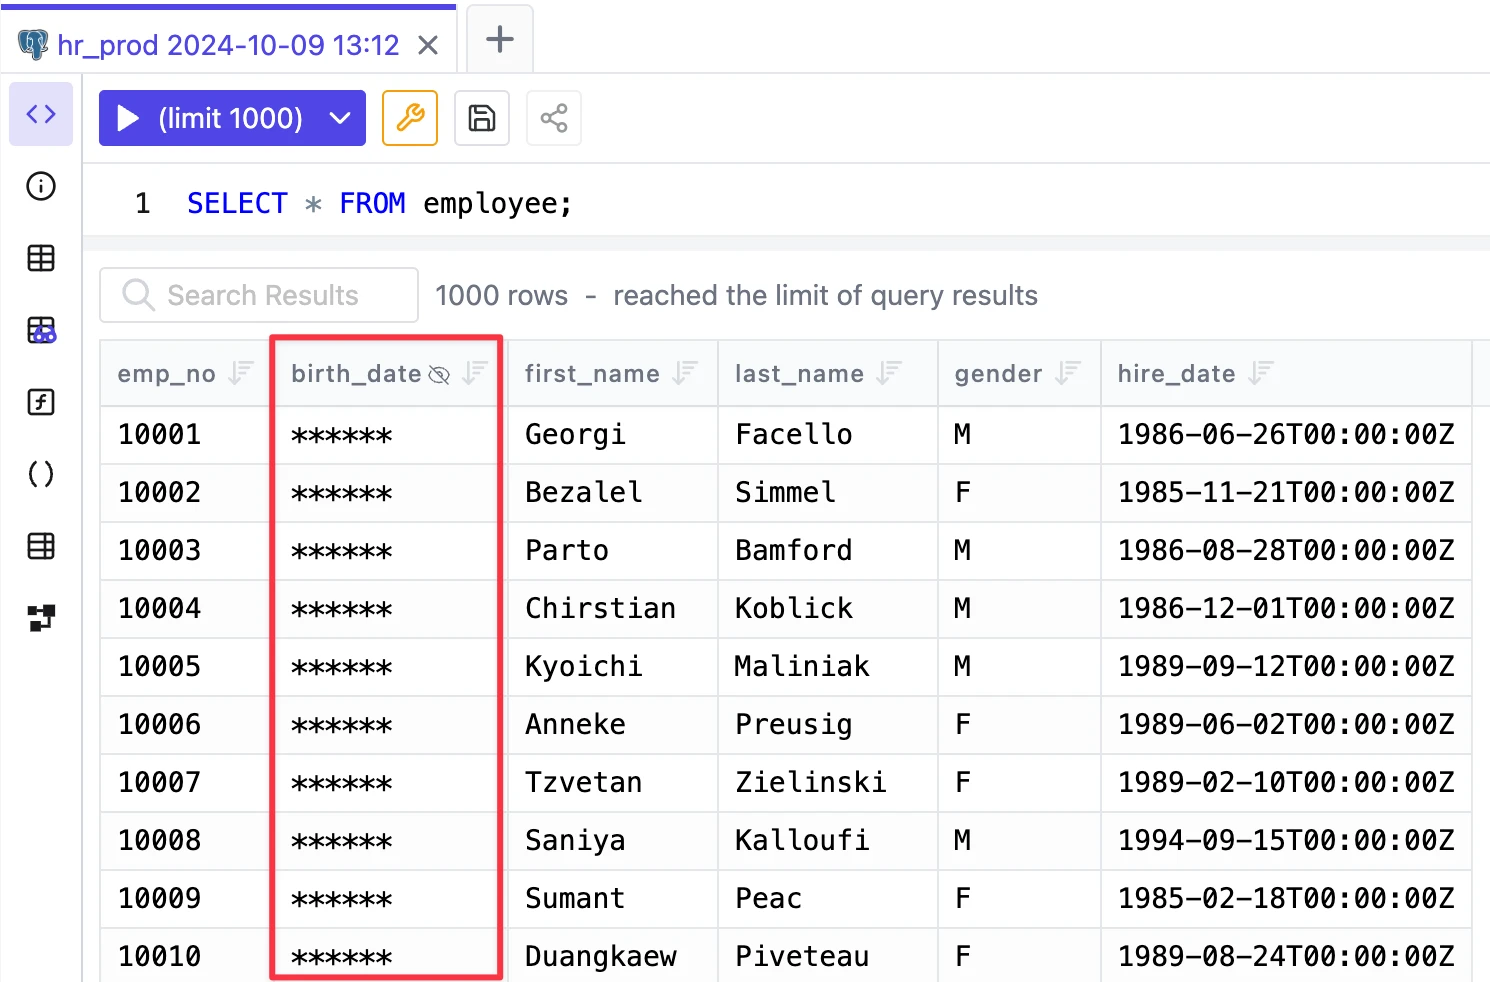 hr_prod 2024-10-09 13:12
(limit 1000)
1 SELECT * FROM employee;
Search Results 1000 rows - reached the limit of query results
emp_no birth_date first_name last_name gender hire_date
10001 ****** Georgi Facello M 1986-06-26T00:00:00Z
10002 ****** Bezalel Simmel F 1985-11-21T00:00:00Z
10003 ****** Parto Bamford M 1986-08-28T00:00:00Z
10004 ****** Chirstian Koblick M 1986-12-01T00:00:00Z
10005 ****** Kyoichi Maliniak M 1989-09-12T00:00:00Z
10006 ****** Anneke Preusig F 1989-06-02T00:00:00Z
10007 ****** Tzvetan Zielinski F 1989-02-10T00:00:00Z
10008 ****** Saniya Kalloufi M 1994-09-15T00:00:00Z
10009 ****** Sumant Peac F 1985-02-18T00:00:00Z
10010 ****** Duangkaew Piveteau F 1989-08-24T00:00:00Z